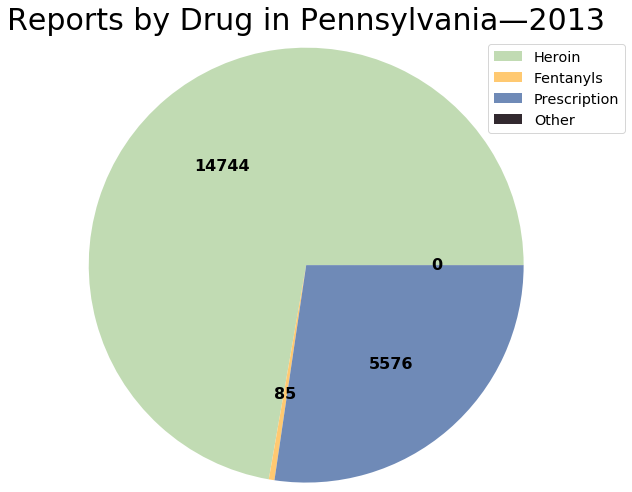 Reports by Drug in Pennsylvania—2013
Heroin
Fentanyls
Prescription
Other
14744
0
5576
85